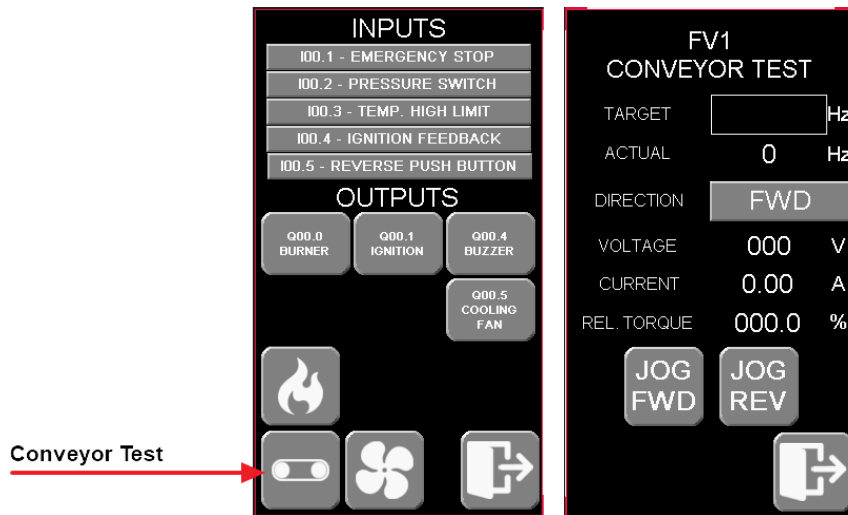 INPUTS
I00.1 - EMERGENCY STOP
I00.2 - PRESSURE SWITCH
I00.3 - TEMP. HIGH LIMIT
I00.4 - IGNITION FEEDBACK
I00.5 - REVERSE PUSH BUTTON
OUTPUTS
Q00.0
BURNER
Q00.1
IGNITION
Q00.4
BUZZER
Q00.5
COOLING
FAN
Conveyor Test
FV1
CONVEYOR TEST
TARGET Hz
ACTUAL 0 Hz
DIRECTION FWD
VOLTAGE 000 V
CURRENT 0.00 A
REL. TORQUE 000.0 %
JOG
FWD
JOG
REV